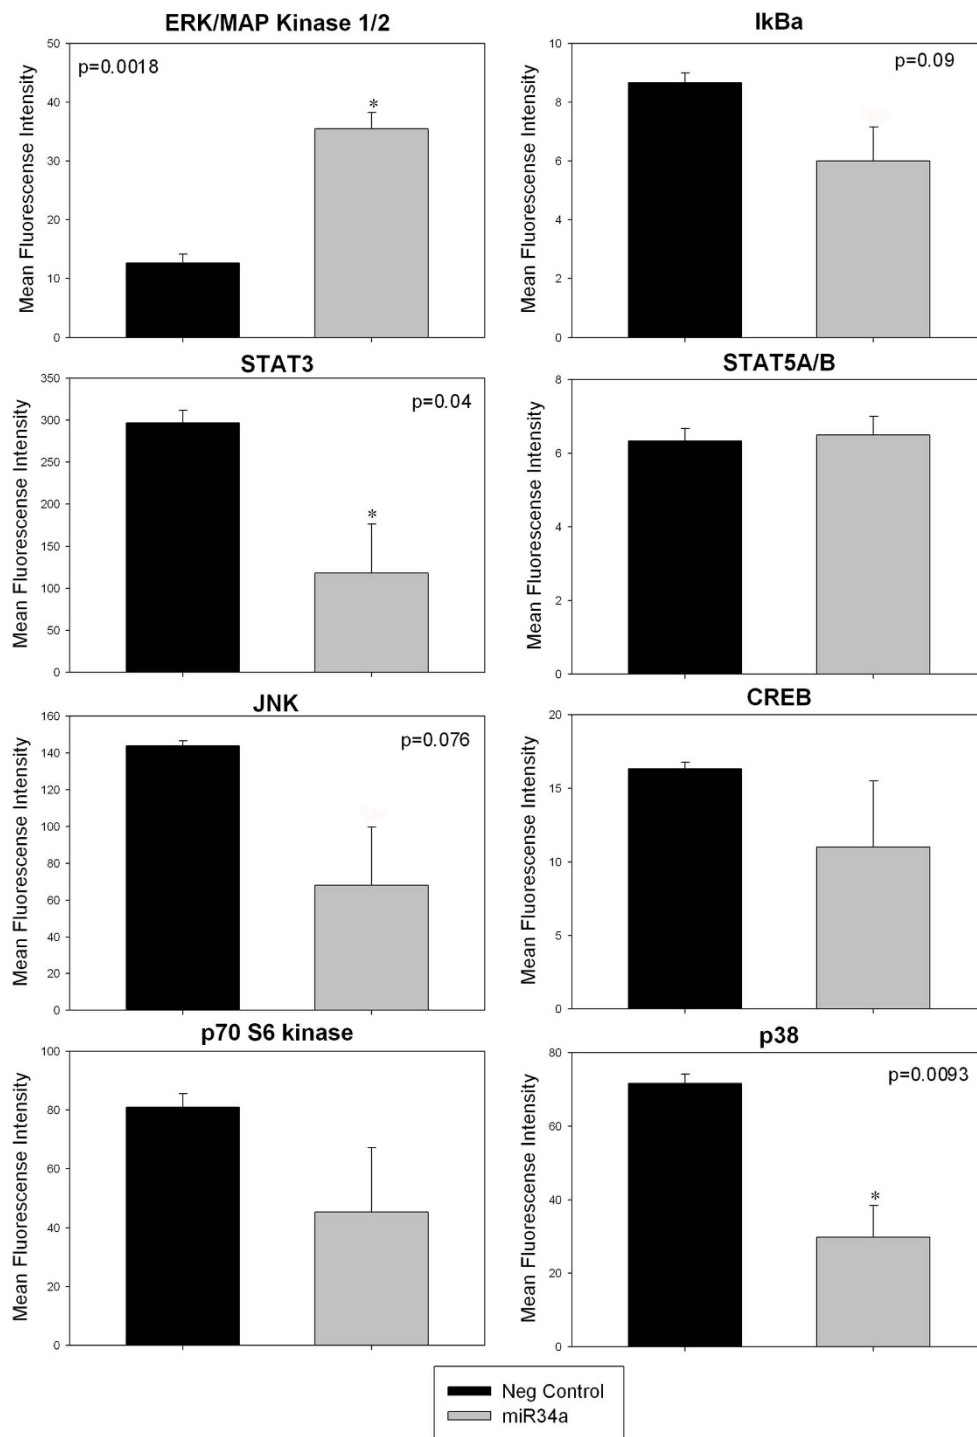 ERK/MAP Kinase 1/2
Mean Fluorescense Intensity
50
40
30
20
10
0
p=0.0018
*
IkBa
Mean Fluorescense Intensity
10
8
6
4
2
0
p=0.09
STAT3
Mean Fluorescense Intensity
350
300
250
200
150
100
50
0
p=0.04
*
STAT5A/B
Mean Fluorescense Intensity
8
6
4
2
0
JNK
Mean Fluorescense Intensity
160
140
120
100
80
60
40
20
0
p=0.076
CREB
Mean Fluorescense Intensity
20
15
10
5
0
p70 S6 kinase
Mean Fluorescense Intensity
100
80
60
40
20
0
p38
Mean Fluorescense Intensity
80
60
40
20
0
p=0.0093
*
Neg Control
miR34a